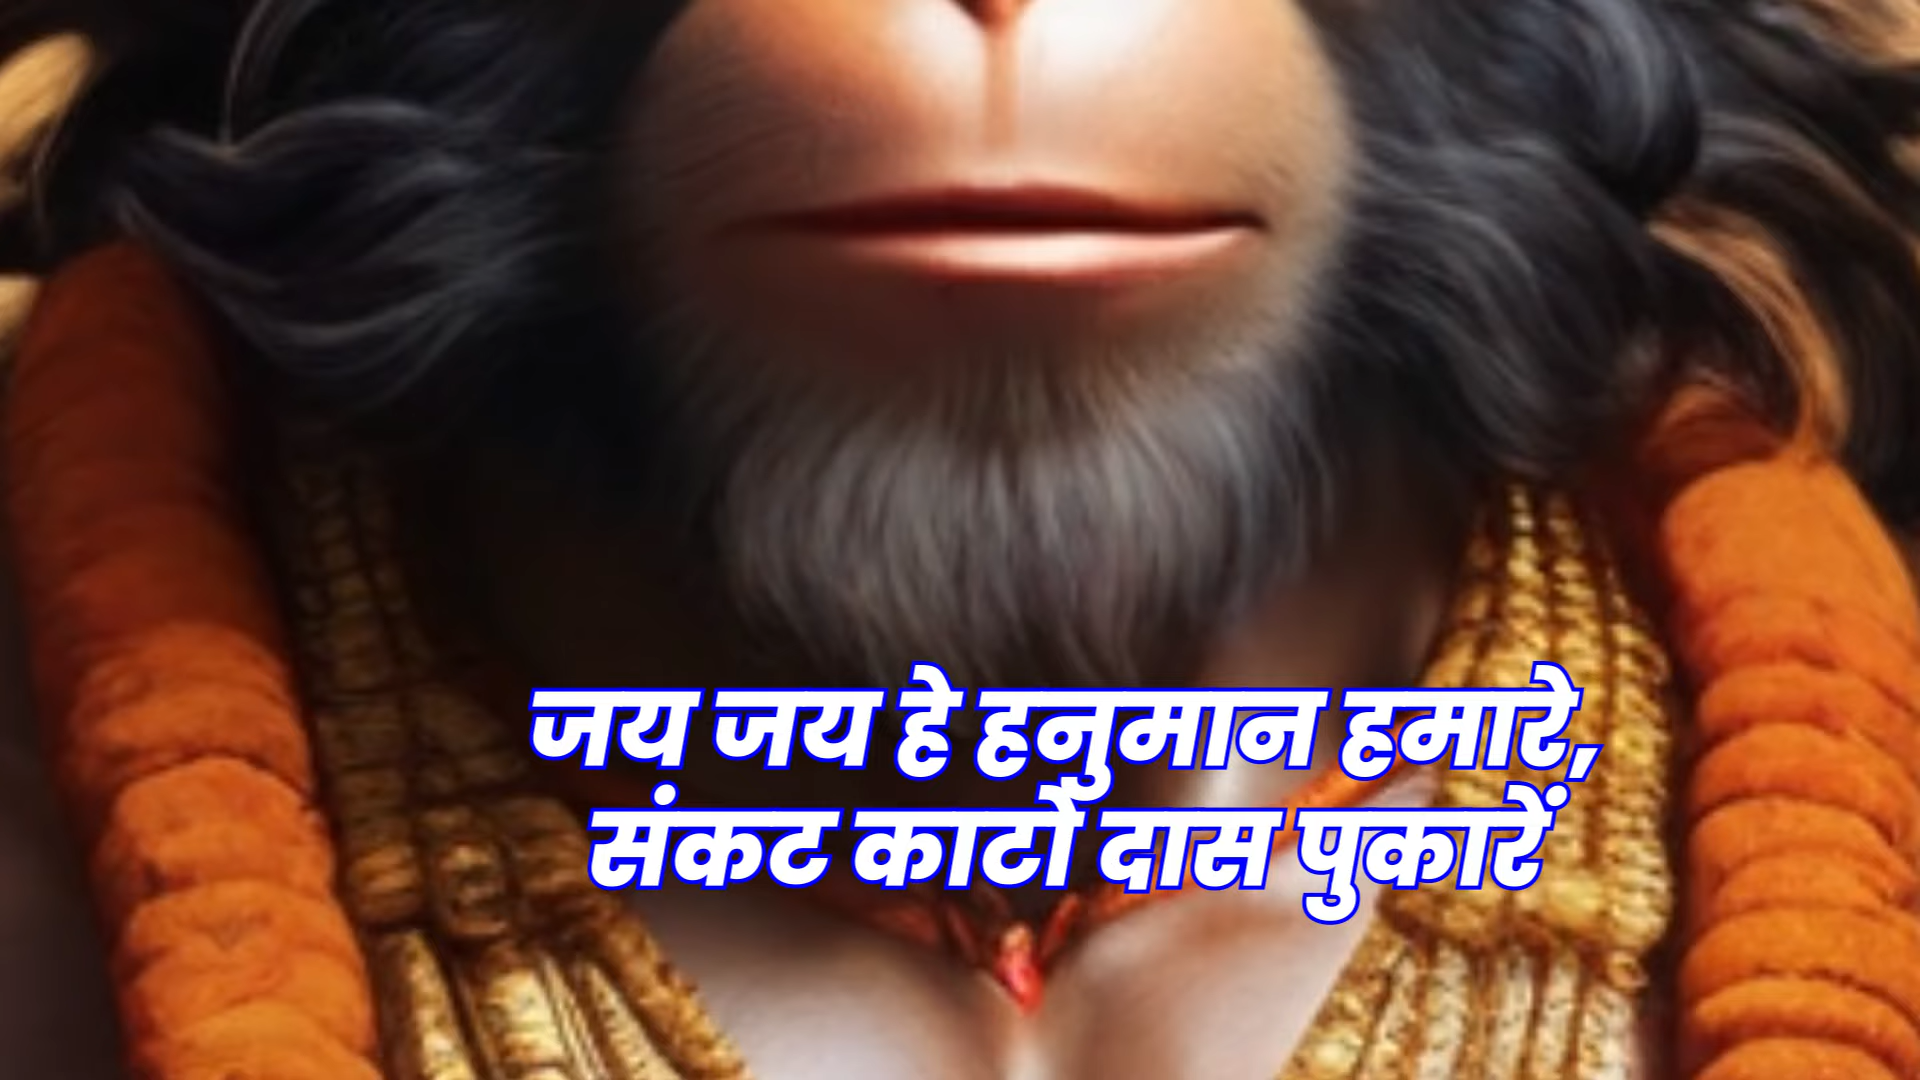 जय जय हे हनुमान हमारे,
संकट काटौ दास पुकारें